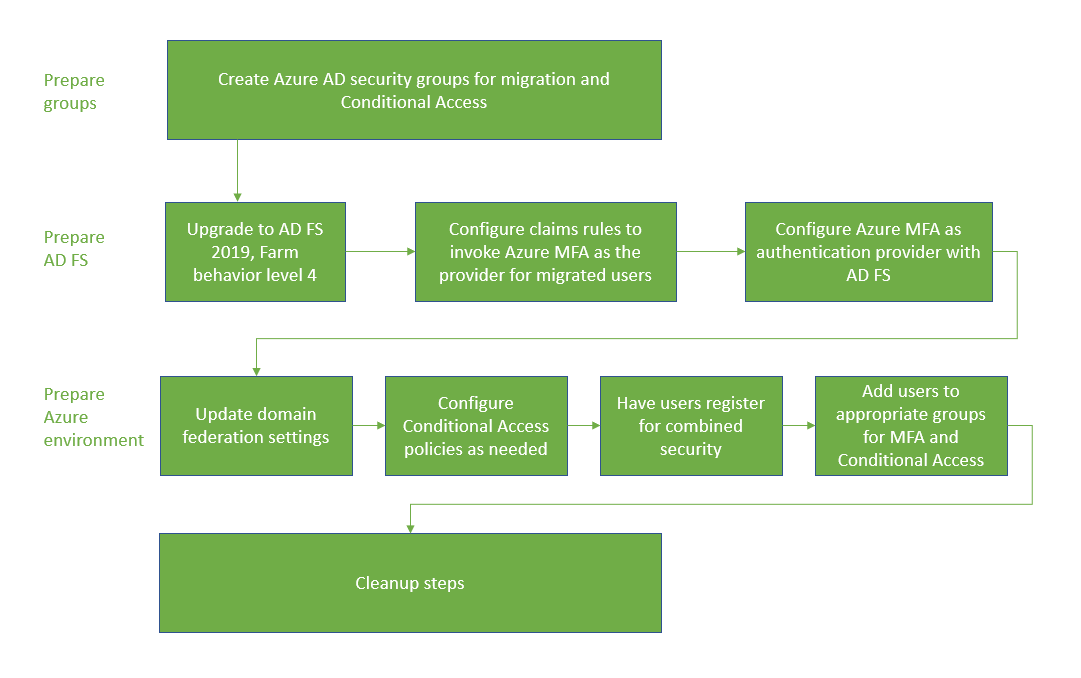 Prepare
groups
Create Azure AD security groups for migration and
Conditional Access
Prepare
AD FS
Upgrade to AD FS
2019, Farm
behavior level 4
Configure claims rules to
invoke Azure MFA as the
provider for migrated users
Configure Azure MFA as
authentication provider with
AD FS
Prepare
Azure
environment
Update domain
federation settings
Configure
Conditional Access
policies as needed
Have users register
for combined
security
Add users to
appropriate groups
for MFA and
Conditional Access
Cleanup steps